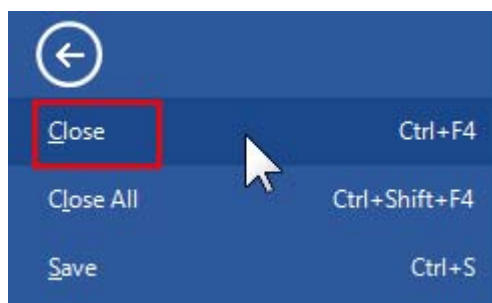 Close Ctrl+F4
Close All Ctrl+Shift+F4
Save Ctrl+S